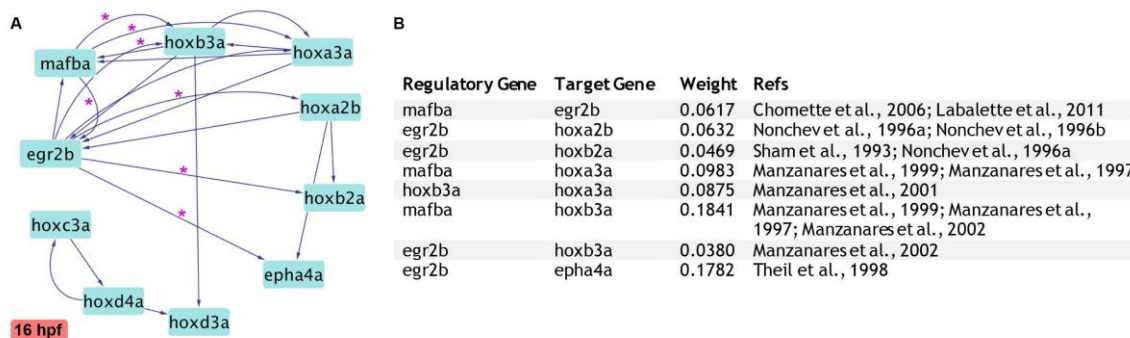 A
B
hoxb3a
hoxa3a
mafba
hoxa2b
egr2b
hoxb2a
hoxc3a
epha4a
hoxd4a
hoxd3a
16 hpf
*
*
*
*
*
*
*
Regulatory Gene Target Gene Weight Refs
mafba egr2b 0.0617 Chomette et al., 2006; Labalette et al., 2011
egr2b hoxa2b 0.0632 Nonchev et al., 1996a; Nonchev et al., 1996b
egr2b hoxb2a 0.0469 Sham et al., 1993; Nonchev et al., 1996a
mafba hoxa3a 0.0983 Manzanares et al., 1999; Manzanares et al., 1997
hoxb3a hoxa3a 0.0875 Manzanares et al., 2001
mafba hoxb3a 0.1841 Manzanares et al., 1999; Manzanares et al.,
1997; Manzanares et al., 2002
egr2b hoxb3a 0.0380 Manzanares et al., 2002
egr2b epha4a 0.1782 Theil et al., 1998